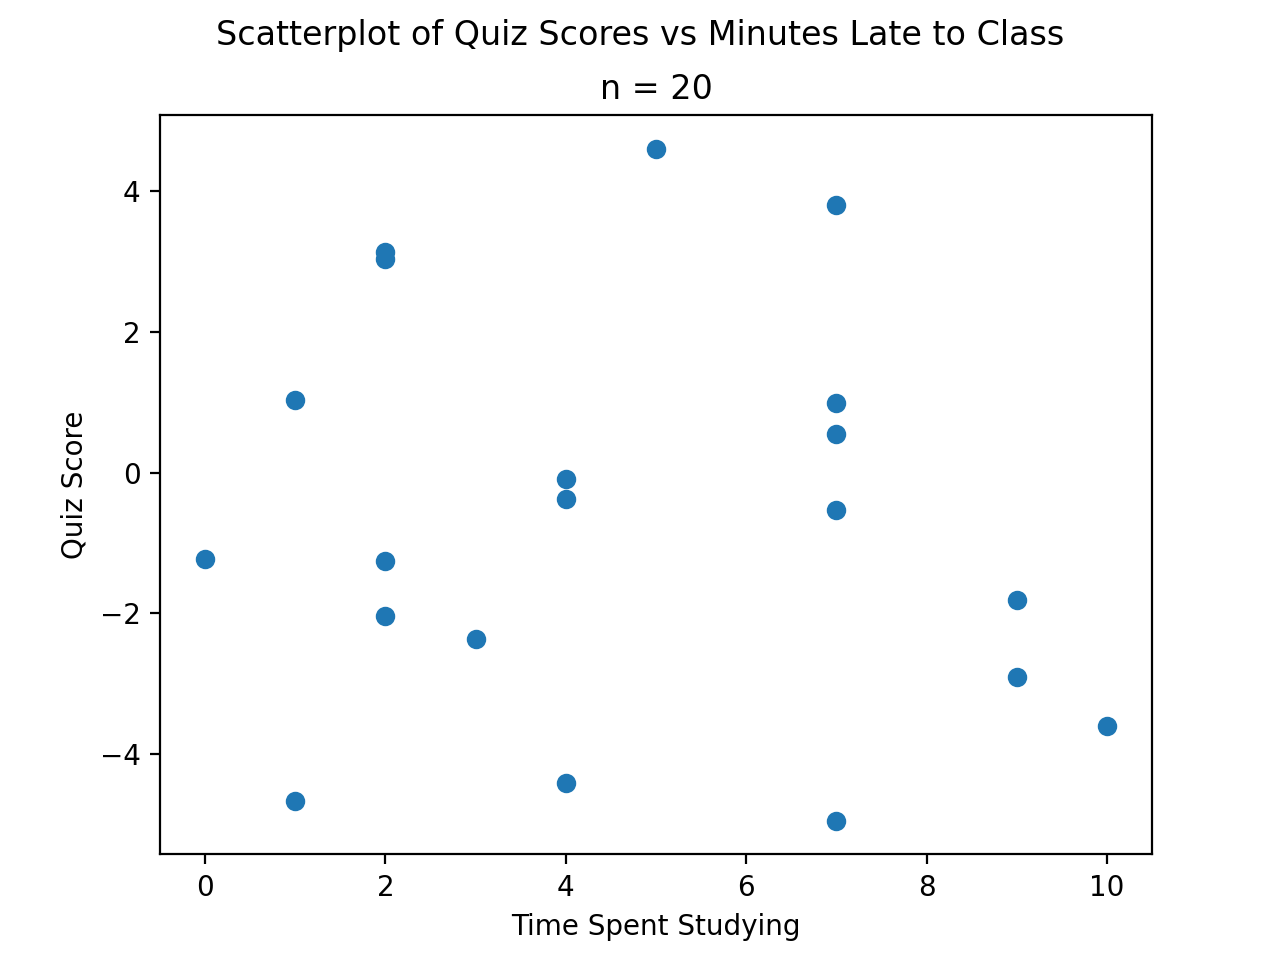 Scatterplot of Quiz Scores vs Minutes Late to Class
n = 20
4
2
0
−2
−4
Quiz Score
0 2 4 6 8 10
Time Spent Studying